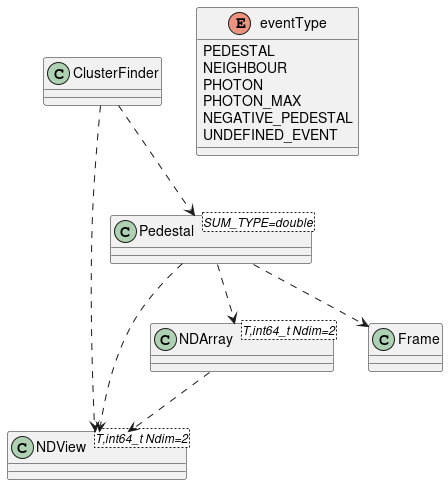 E eventType
PEDESTAL
NEIGHBOUR
PHOTON
PHOTON_MAX
NEGATIVE_PEDESTAL
UNDEFINED_EVENT
C ClusterFinder
C Pedestal
SUM_TYPE=double
C NDArray
T,int64_t Ndim=2
C Frame
C NDView
T,int64_t Ndim=2